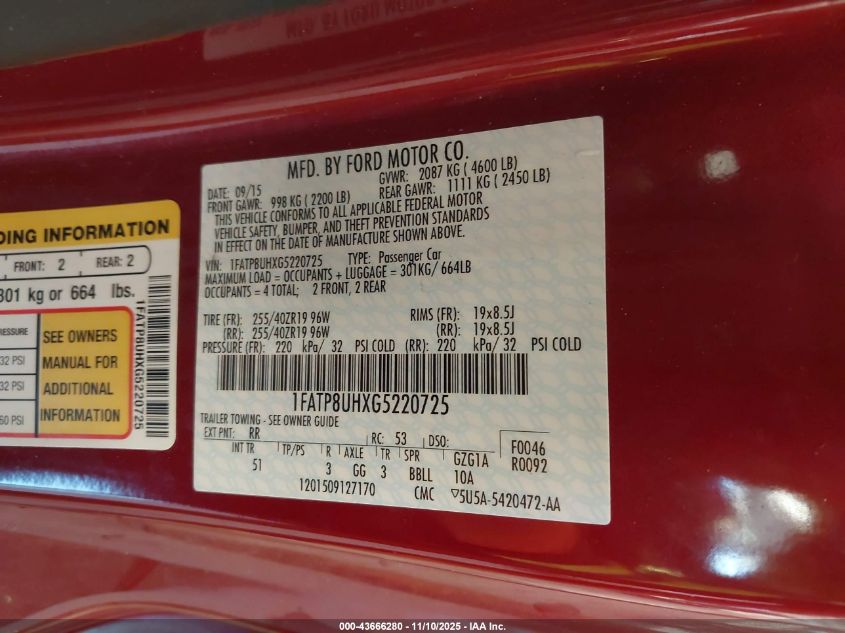 DING INFORMATION
FRONT: 2 REAR: 2
301 kg or 664 lbs.
PRESSURE
32 PSI
32 PSI
60 PSI
SEE OWNERS
MANUAL FOR
ADDITIONAL
INFORMATION
1FATP8UHXG5220725
MFD. BY FORD MOTOR CO.
DATE: 09/15 GVWR: 2087 KG ( 4600 LB)
FRONT GAWR: 998 KG ( 2200 LB) REAR GAWR: 1111 KG ( 2450 LB)
THIS VEHICLE CONFORMS TO ALL APPLICABLE FEDERAL MOTOR
VEHICLE SAFETY, BUMPER, AND THEFT PREVENTION STANDARDS
IN EFFECT ON THE DATE OF MANUFACTURE SHOWN ABOVE.
VIN: 1FATP8UHXG5220725 TYPE: Passenger Car
MAXIMUM LOAD = OCCUPANTS + LUGGAGE = 301KG/ 664LB
OCCUPANTS = 4 TOTAL; 2 FRONT, 2 REAR
TIRE (FR): 255/40ZR19 96W RIMS (FR): 19x8.5J
(RR): 255/40ZR19 96W (RR): 19x8.5J
PRESSURE (FR): 220 kPa/ 32 PSI COLD (RR): 220 kPa/ 32 PSI COLD
1FATP8UHXG5220725
TRAILER TOWING - SEE OWNER GUIDE
EXT PNT: RR RC: 53 DSO: F0046
INT TR TP/PS R AXLE TR SPR GZG1A R0092
51 3 GG 3 BBLL 10A
1201509127170 CMC 5U5A-5420472-AA
000-43666280 - 11/10/2025 - IAA Inc.